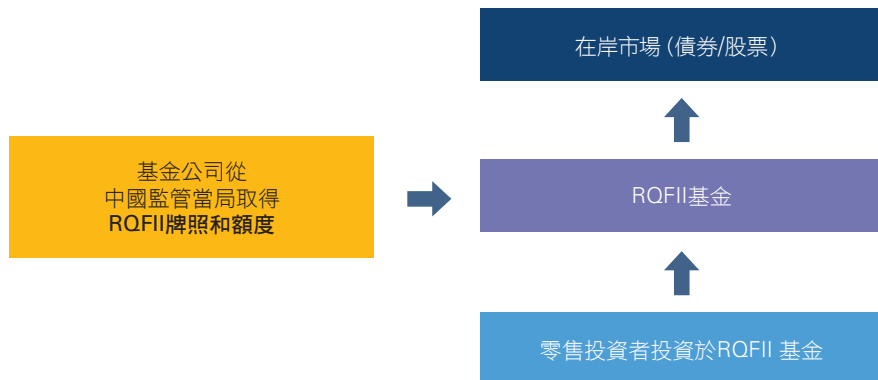 在岸市場 (債券/股票)
基金公司從
中國監管當局取得
RQFII牌照和額度
RQFII基金
零售投資者投資於RQFII 基金